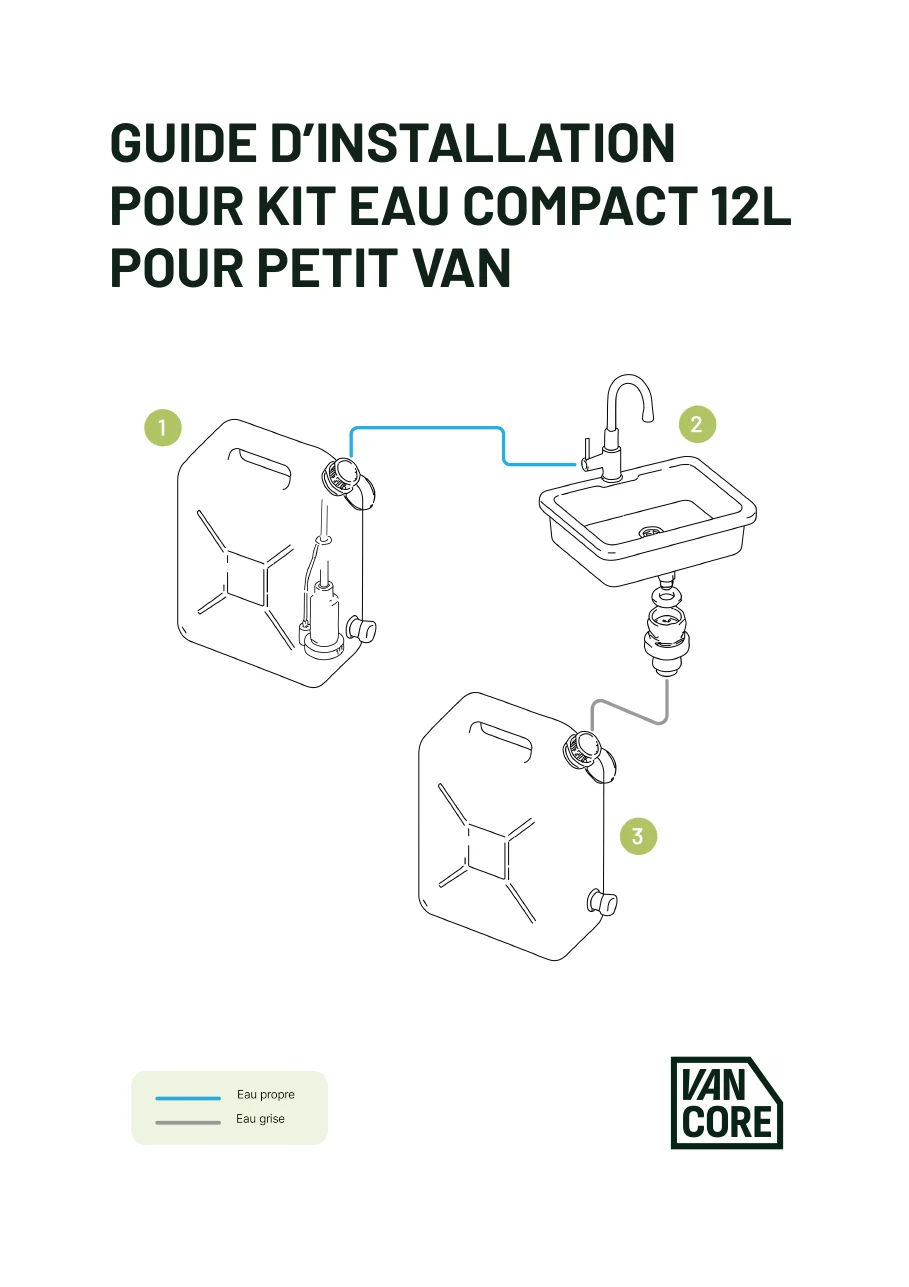 GUIDE D’INSTALLATION
POUR KIT EAU COMPACT 12L
POUR PETIT VAN
1
2
3
Eau propre
Eau grise
VAN
CORE